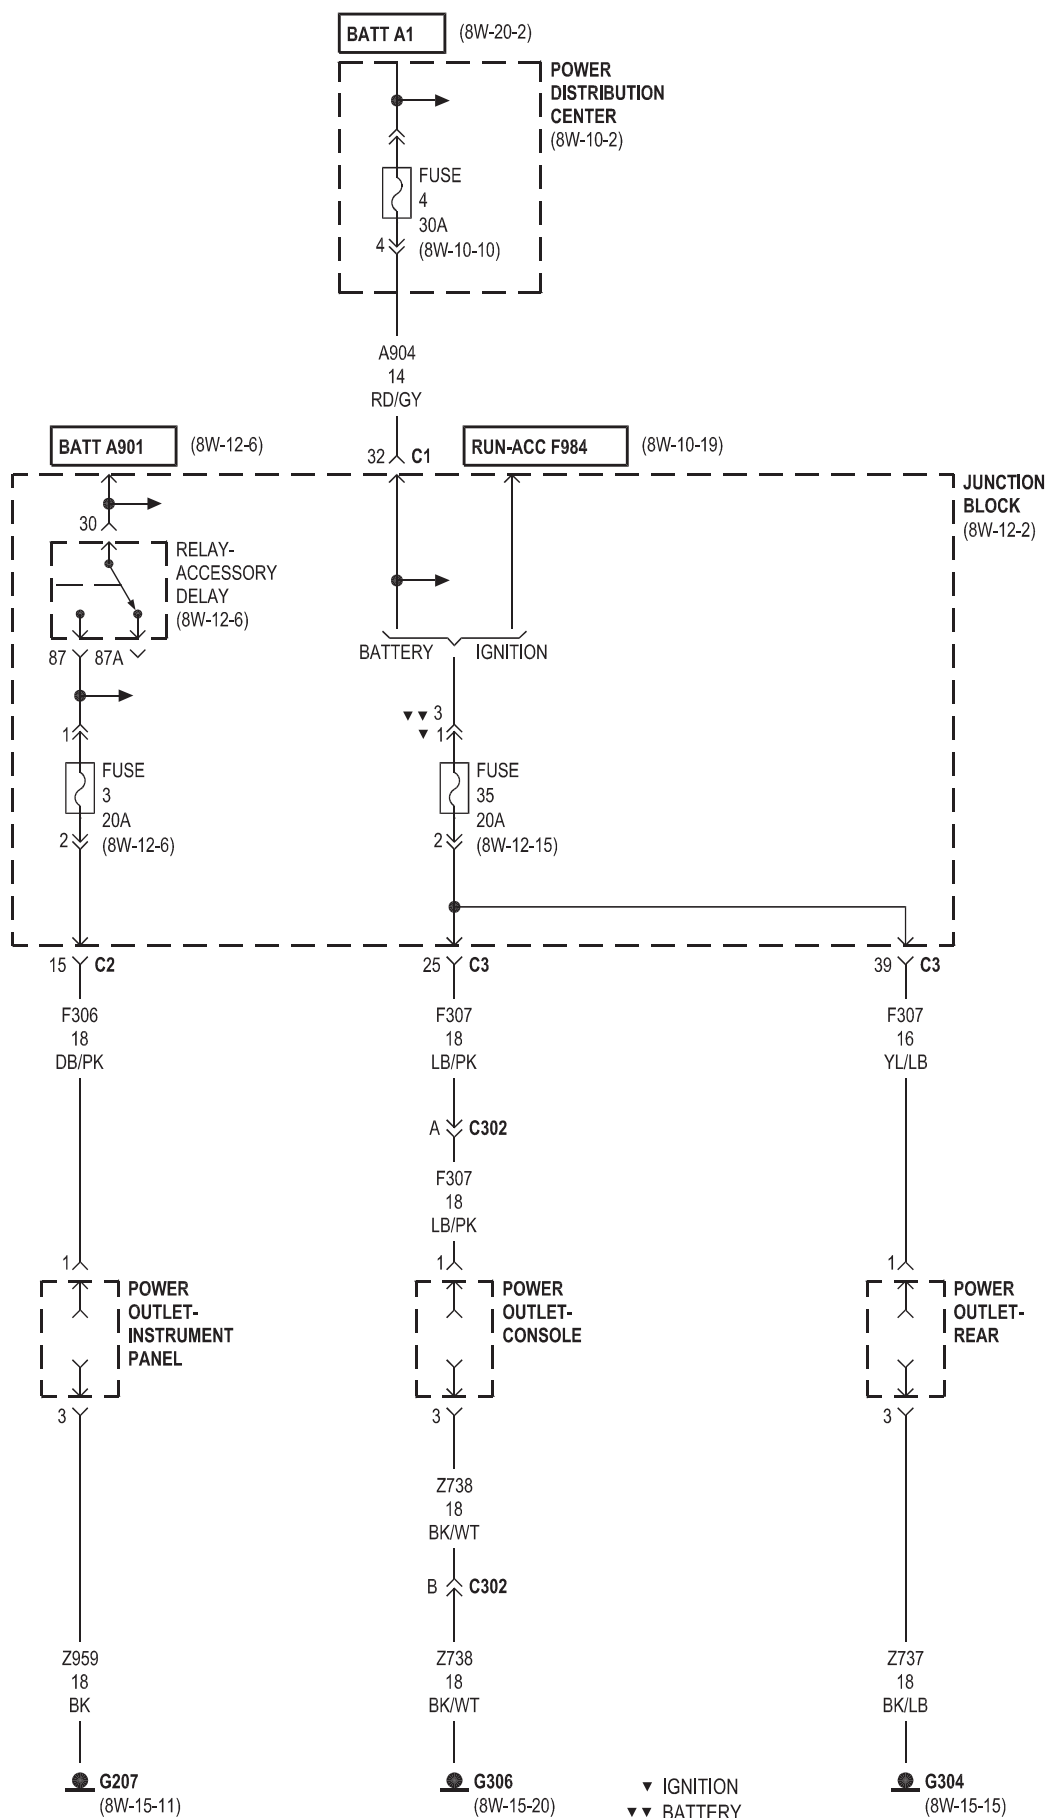 BATT A1 (8W-20-2)
POWER
DISTRIBUTION
CENTER
(8W-10-2)
FUSE
4
30A
4 (8W-10-10)
A904
14
RD/GY
BATT A901 (8W-12-6)
32 C1
RUN-ACC F984 (8W-10-19)
JUNCTION
BLOCK
(8W-12-2)
30
RELAY-
ACCESSORY
DELAY
(8W-12-6)
87 87A
BATTERY IGNITION
▼▼ 3
▼ 1
1
FUSE
3
20A
2 (8W-12-6)
FUSE
35
20A
2 (8W-12-15)
15 C2
25 C3
39 C3
F306
18
DB/PK
F307
18
LB/PK
F307
16
YL/LB
A C302
F307
18
LB/PK
1
POWER
OUTLET-
INSTRUMENT
PANEL
3
1
POWER
OUTLET-
CONSOLE
3
1
POWER
OUTLET-
REAR
3
Z738
18
BK/WT
B C302
Z959
18
BK
Z738
18
BK/WT
Z737
18
BK/LB
G207
(8W-15-11)
G306
(8W-15-20)
▼ IGNITION
▼▼ BATTERY
G304
(8W-15-15)